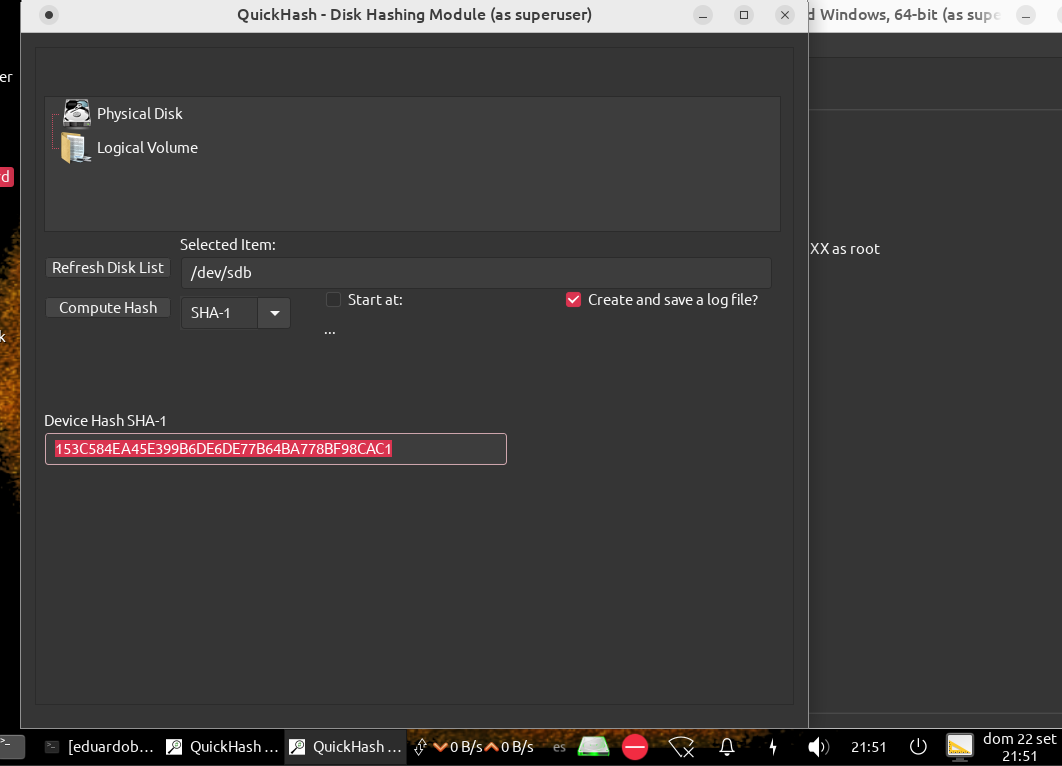 QuickHash - Disk Hashing Module (as superuser)
d Windows, 64-bit (as supe
er
Physical Disk
Logical Volume
rd
Selected Item:
XX as root
Refresh Disk List
/dev/sdb
Compute Hash
SHA-1
Start at:
Create and save a log file?
...
k
Device Hash SHA-1
153C584EA45E399B6DE6DE77B64BA778BF98CAC1
[eduardob...
QuickHash ...
QuickHash ...
0 B/s
0 B/s
es
21:51
dom 22 set
21:51